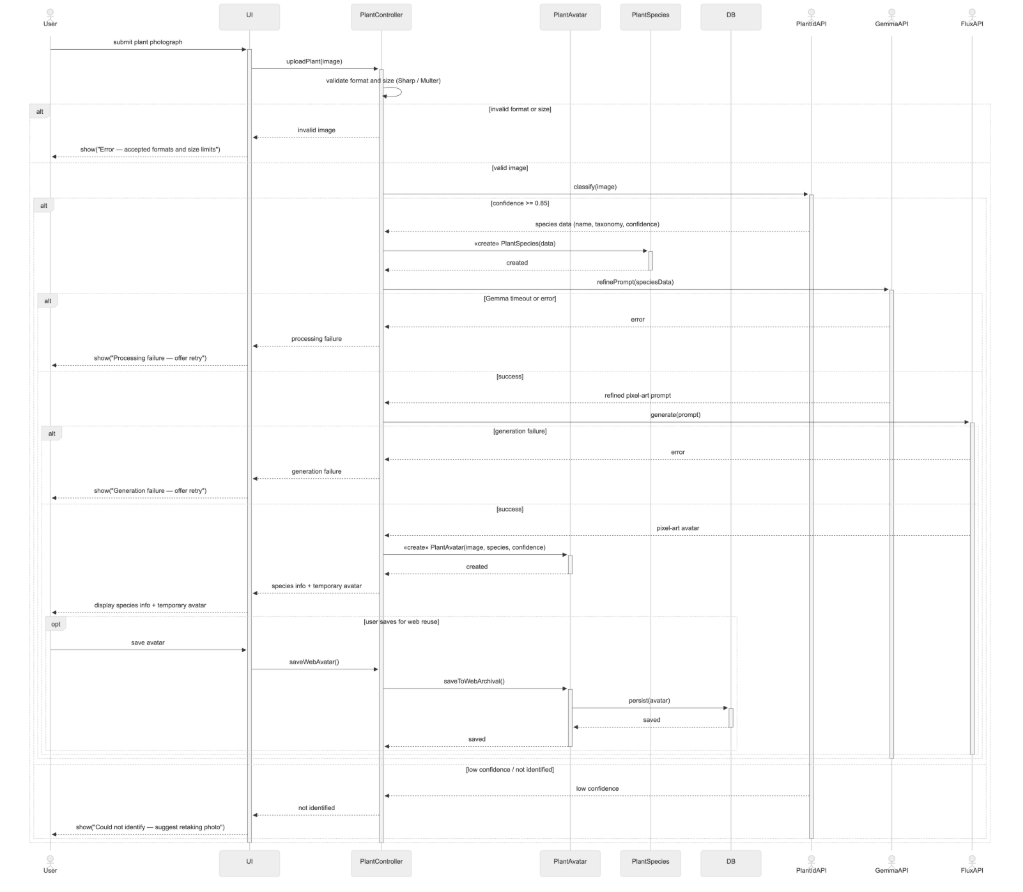 User UI PlantController PlantAvatar PlantSpecies DB PlantIdAPI GemmaAPI FluxAPI
submit plant photograph
uploadPlant(image)
validate format and size (Sharp / Multer)
alt [invalid format or size]
invalid image
show("Error — accepted formats and size limits")
[valid image]
classify(image)
alt [confidence >= 0.85]
species data (name, taxonomy, confidence)
«create» PlantSpecies(data)
created
refinePrompt(speciesData)
alt [Gemma timeout or error]
error
processing failure
show("Processing failure — offer retry")
[success]
refined pixel-art prompt
generate(prompt)
alt [generation failure]
error
generation failure
show("Generation failure — offer retry")
[success]
pixel-art avatar
«create» PlantAvatar(image, species, confidence)
created
species info + temporary avatar
display species info + temporary avatar
opt [user saves for web reuse]
save avatar
saveWebAvatar()
saveToWebArchival()
persist(avatar)
saved
saved
[low confidence / not identified]
low confidence
not identified
show("Could not identify — suggest retaking photo")
User UI PlantController PlantAvatar PlantSpecies DB PlantIdAPI GemmaAPI FluxAPI